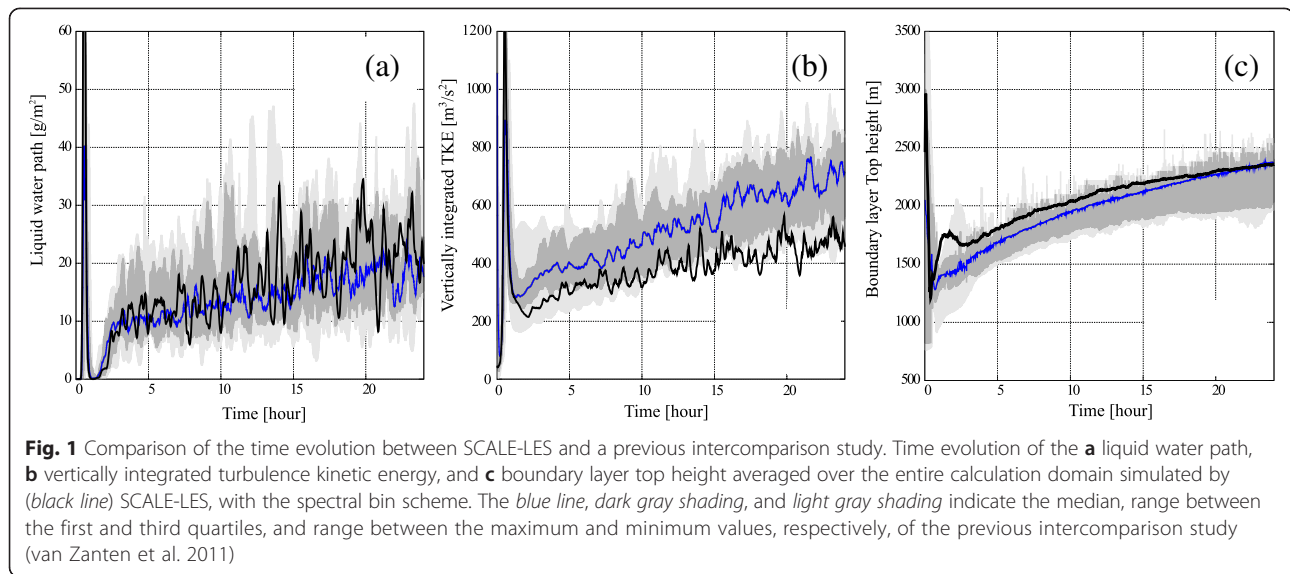 (a)
Liquid water path [g/m²]
60
50
40
30
20
10
0
0 5 10 15 20
Time [hour]
(b)
Vertically integrated TKE [m³/s²]
1200
1000
800
600
400
200
0
0 5 10 15 20
Time [hour]
(c)
Boundary layer Top height [m]
3500
3000
2500
2000
1500
1000
500
0 5 10 15 20
Time [hour]
Fig. 1 Comparison of the time evolution between SCALE-LES and a previous intercomparison study. Time evolution of the a liquid water path,
b vertically integrated turbulence kinetic energy, and c boundary layer top height averaged over the entire calculation domain simulated by
(black line) SCALE-LES, with the spectral bin scheme. The blue line, dark gray shading, and light gray shading indicate the median, range between
the first and third quartiles, and range between the maximum and minimum values, respectively, of the previous intercomparison study
(van Zanten et al. 2011)